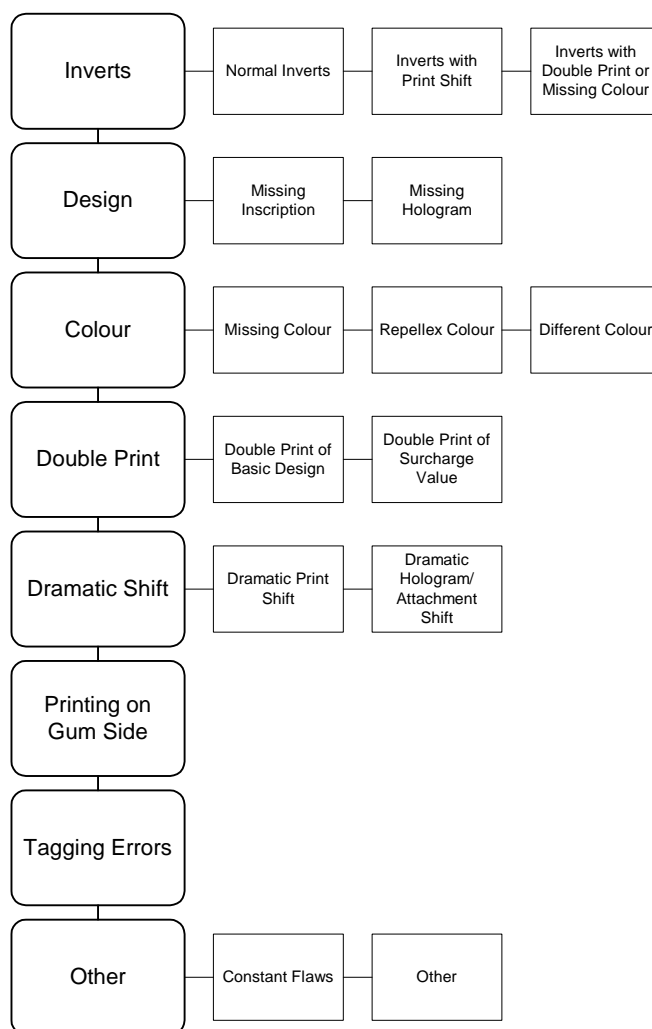 Inverts
Normal Inverts
Inverts with
Print Shift
Inverts with
Double Print or
Missing Colour
Design
Missing
Inscription
Missing
Hologram
Colour
Missing Colour
Repellex Colour
Different Colour
Double Print
Double Print of
Basic Design
Double Print of
Surcharge
Value
Dramatic Shift
Dramatic Print
Shift
Dramatic
Hologram/
Attachment
Shift
Printing on
Gum Side
Tagging Errors
Other
Constant Flaws
Other